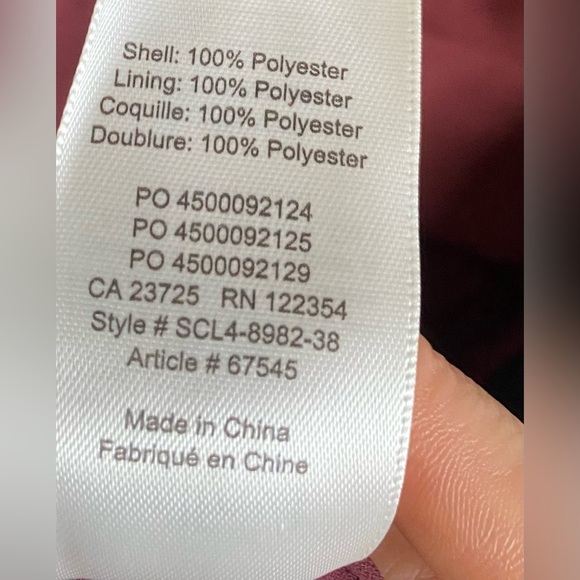 Shell: 100% Polyester
Lining: 100% Polyester
Coquille: 100% Polyester
Doublure: 100% Polyester
PO 4500092124
PO 4500092125
PO 4500092129
CA 23725 RN 122354
Style # SCL4-8982-38
Article # 67545
Made in China
Fabriqué en Chine